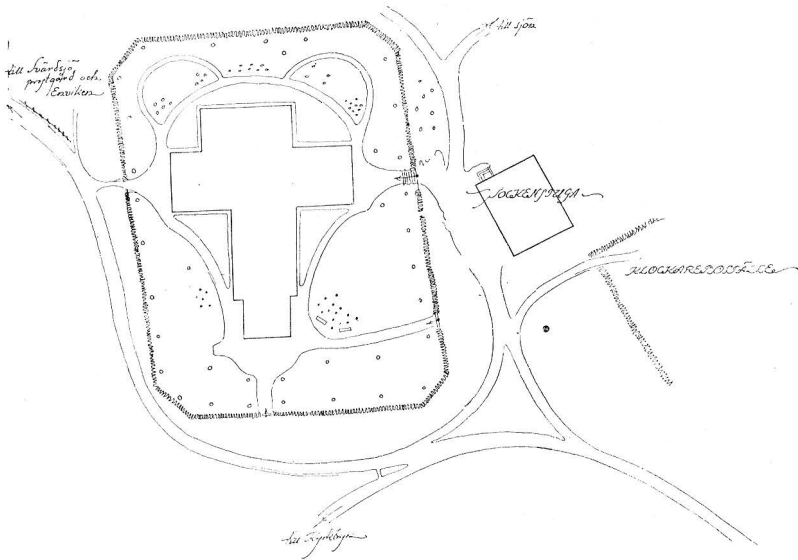 till sjön
till Svärdsjö
prostgård och
Enviken
SOCKENSTUGA
KLOCKAREBOSTÄLLE
till Kyrkbyn